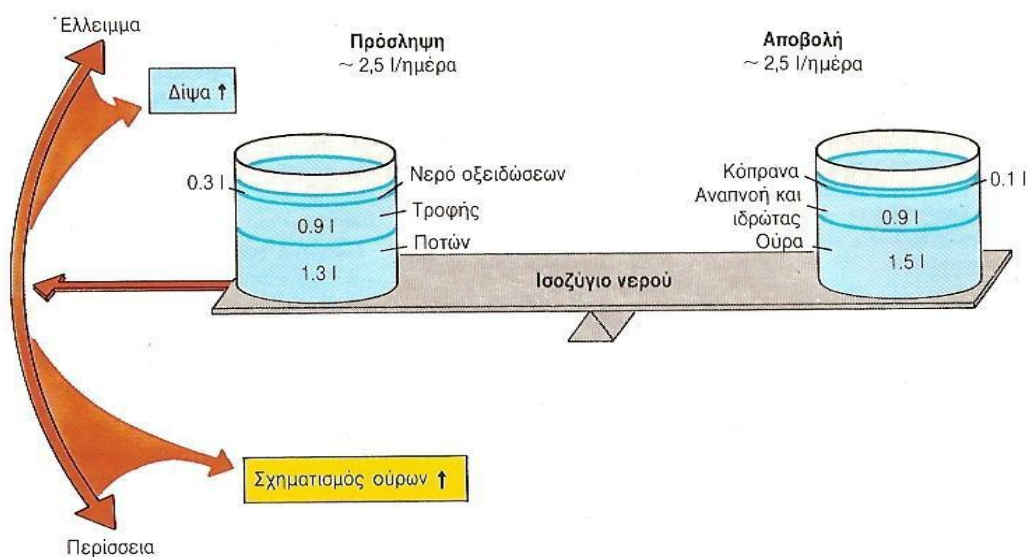 Έλλειμμα
Δίψα ↑
Πρόσληψη
~ 2,5 l/ημέρα
Αποβολή
~ 2,5 l/ημέρα
0.3 l
Νερό οξειδώσεων
Τροφής
0.9 l
Ποτών
1.3 l
Κόπρανα
0.1 l
Αναπνοή και
ιδρώτας
0.9 l
Ούρα
1.5 l
Ισοζύγιο νερού
Σχηματισμός ούρων ↑
Περίσσεια